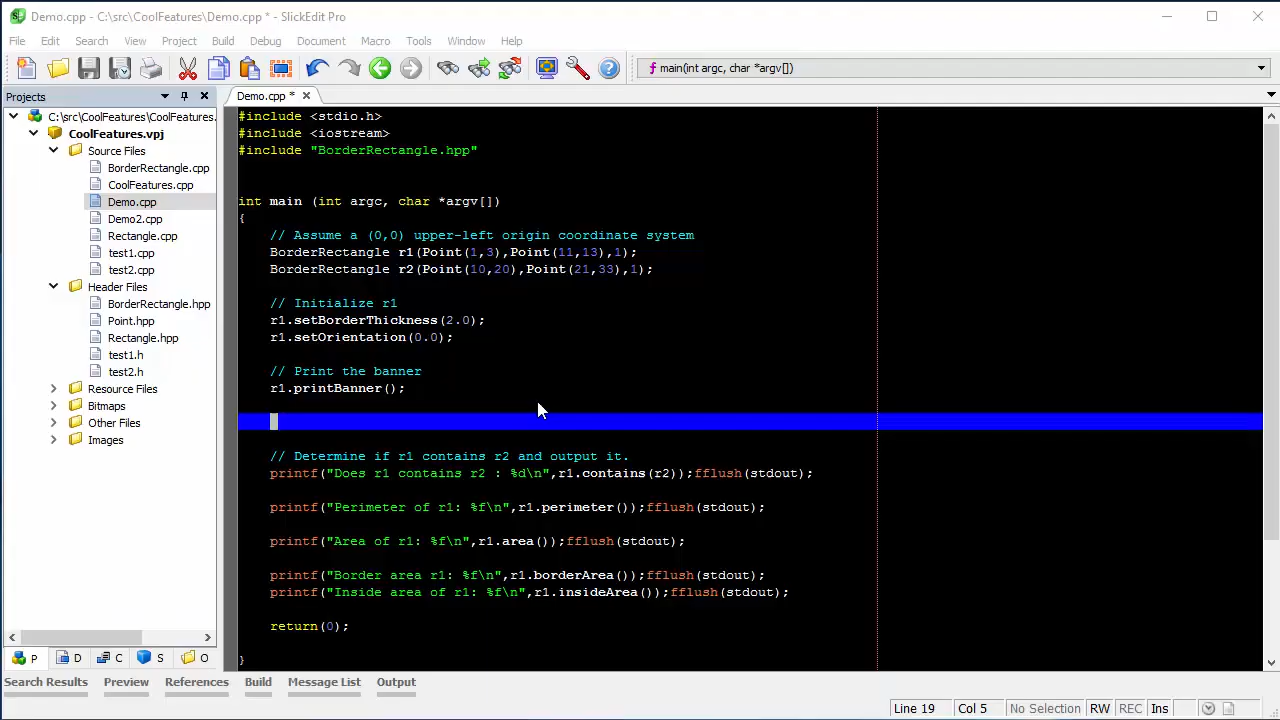 Demo.cpp - C:\src\CoolFeatures\Demo.cpp * - SlickEdit Pro
File Edit Search View Project Build Debug Document Macro Tools Window Help
main(int argc, char *argv[])
Projects
Demo.cpp *
C:\src\CoolFeatures\CoolFeatures.
CoolFeatures.vpj
Source Files
BorderRectangle.cpp
CoolFeatures.cpp
Demo.cpp
Demo2.cpp
Rectangle.cpp
test1.cpp
test2.cpp
Header Files
BorderRectangle.hpp
Point.hpp
Rectangle.hpp
test1.h
test2.h
Resource Files
Bitmaps
Other Files
Images
P D C S O
#include <stdio.h>
#include <iostream>
#include "BorderRectangle.hpp"
int main (int argc, char *argv[])
{
// Assume a (0,0) upper-left origin coordinate system
BorderRectangle r1(Point(1,3),Point(11,13),1);
BorderRectangle r2(Point(10,20),Point(21,33),1);
// Initialize r1
r1.setBorderThickness(2.0);
r1.setOrientation(0.0);
// Print the banner
r1.printBanner();
// Determine if r1 contains r2 and output it.
printf("Does r1 contains r2 : %d\n",r1.contains(r2));fflush(stdout);
printf("Perimeter of r1: %f\n",r1.perimeter());fflush(stdout);
printf("Area of r1: %f\n",r1.area());fflush(stdout);
printf("Border area r1: %f\n",r1.borderArea());fflush(stdout);
printf("Inside area of r1: %f\n",r1.insideArea());fflush(stdout);
return(0);
}
Search Results Preview References Build Message List Output
Line 19 Col 5 No Selection RW REC Ins